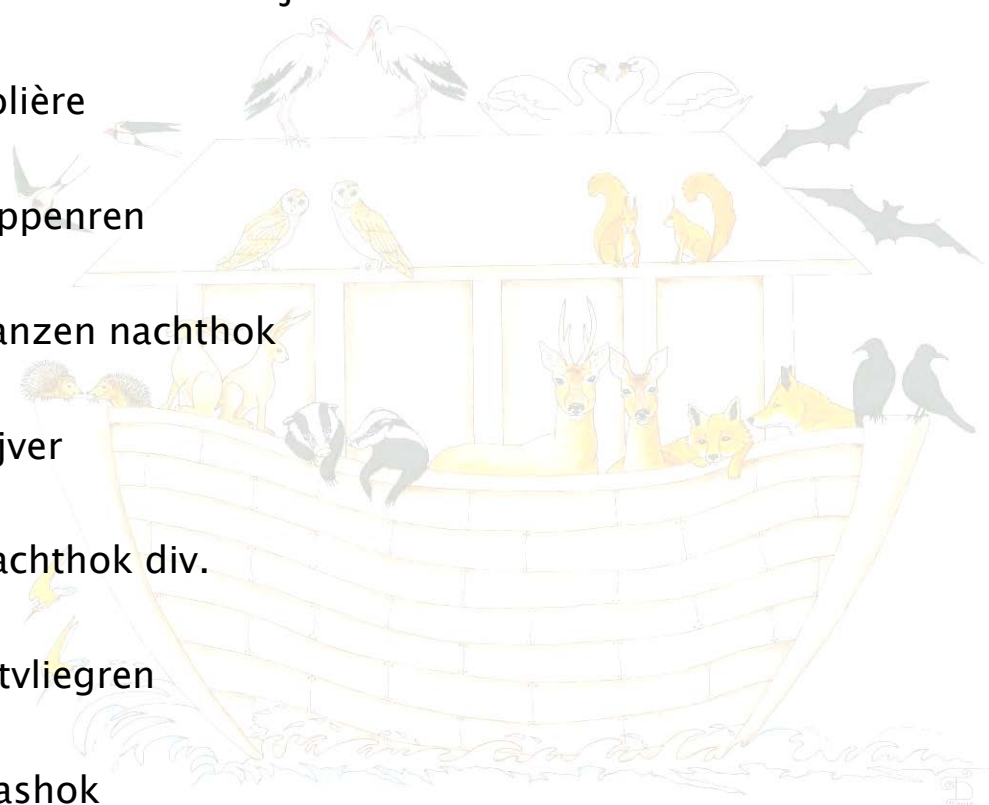 olière
ppenren
anzen nachthok
jver
achthok div.
tvliegren
ashok